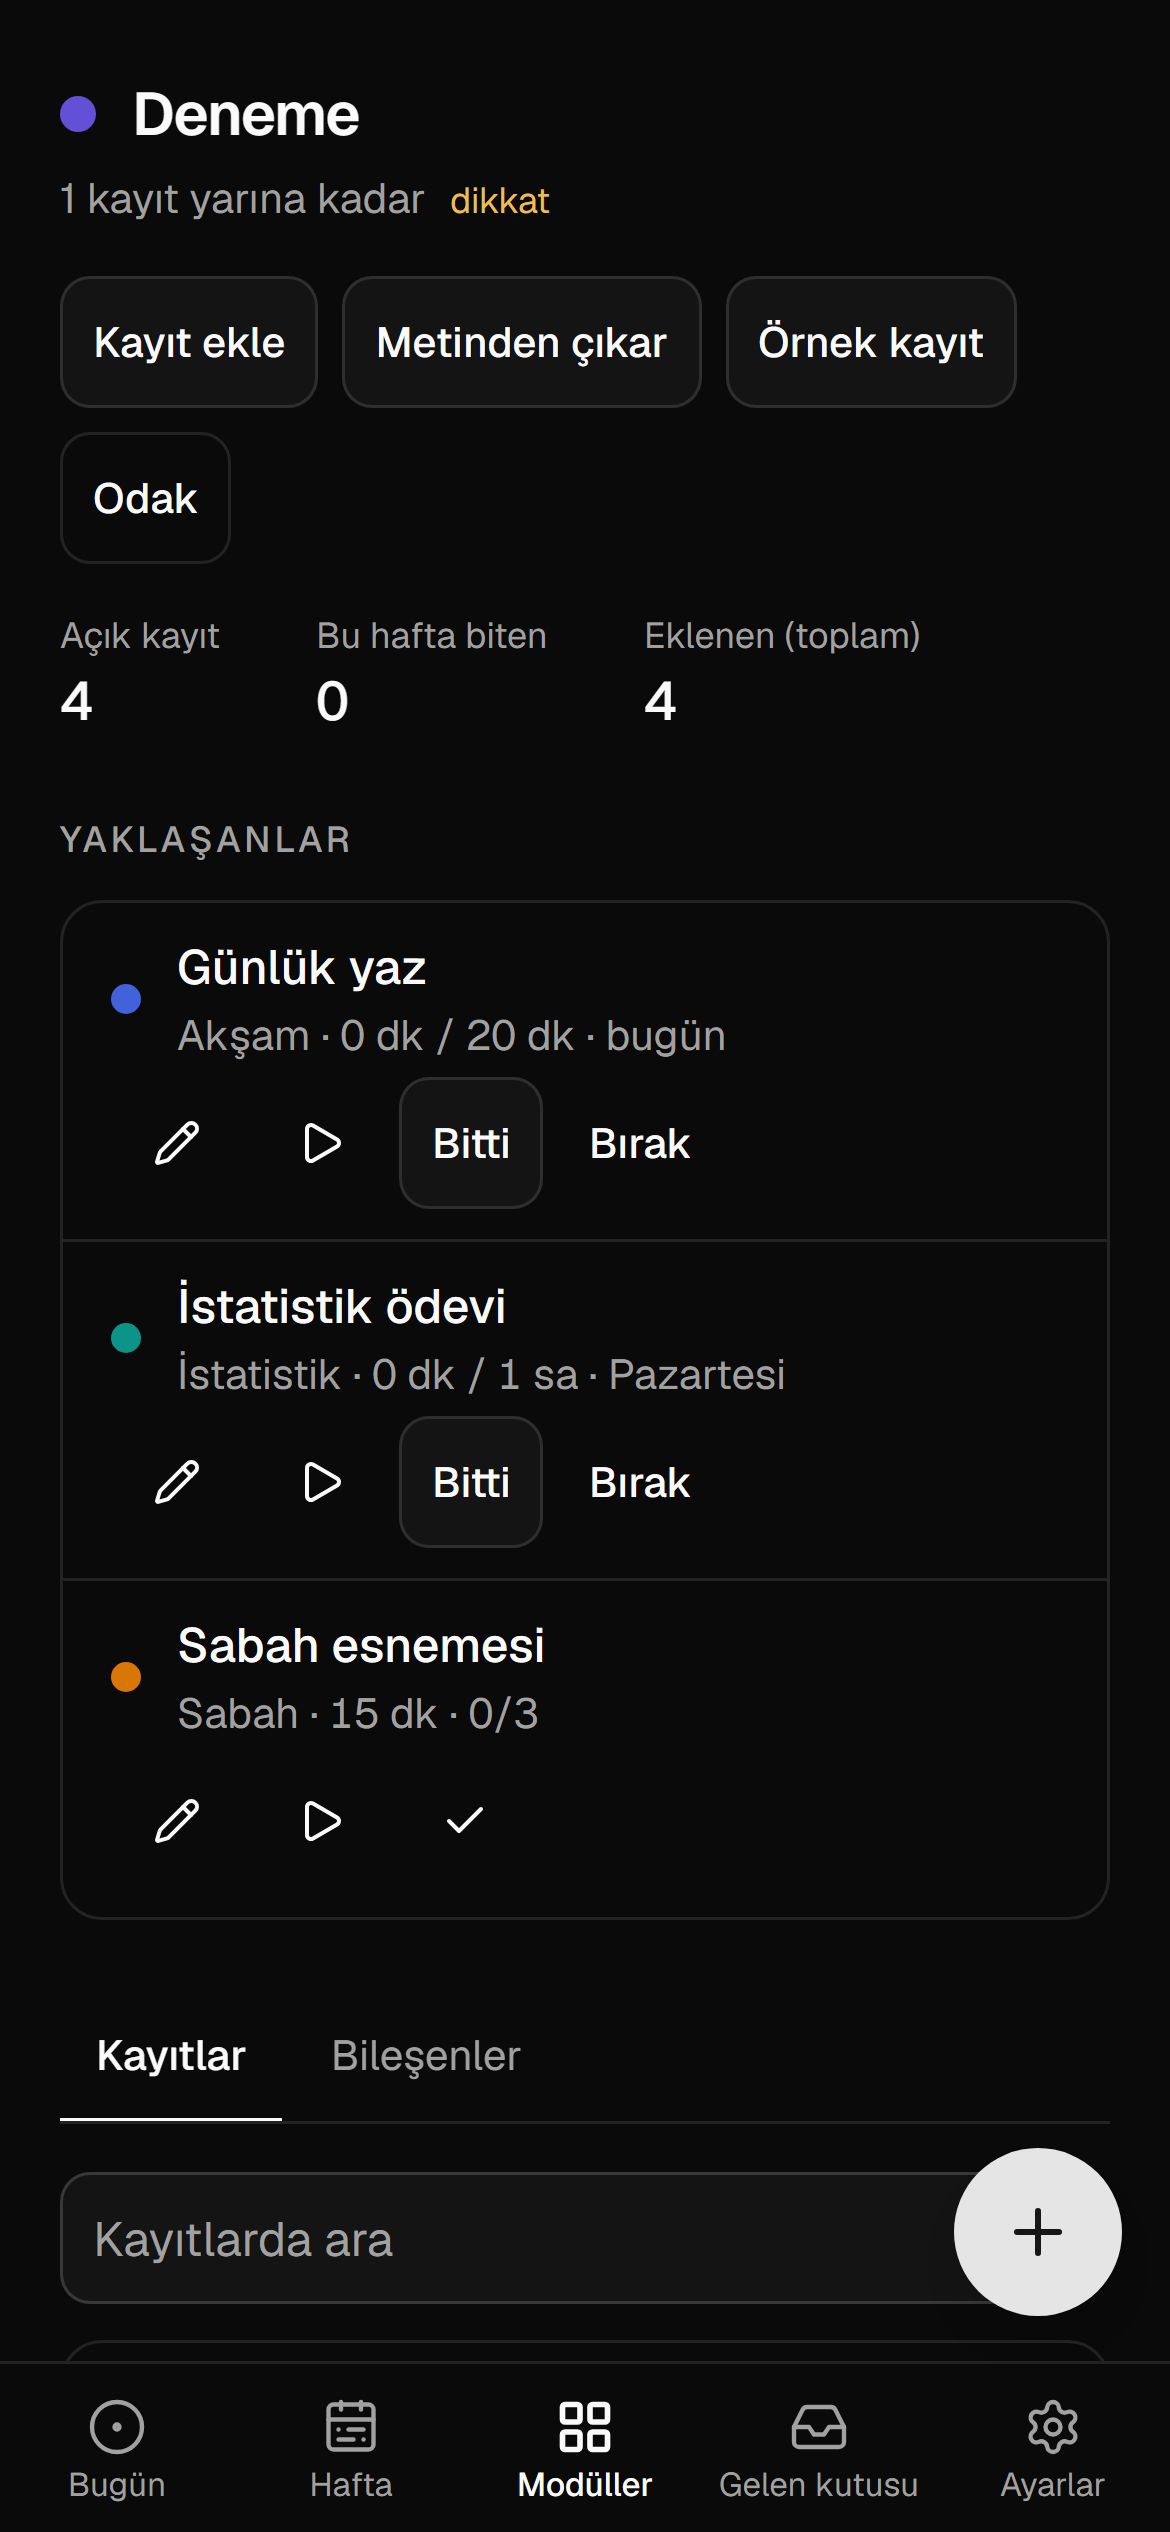 Deneme
1 kayıt yarına kadar dikkat
Kayıt ekle
Metinden çıkar
Örnek kayıt
Odak
Açık kayıt
4
Bu hafta biten
0
Eklenen (toplam)
4
YAKLAŞANLAR
Günlük yaz
Akşam · 0 dk / 20 dk · bugün
Bitti
Bırak
İstatistik ödevi
İstatistik · 0 dk / 1 sa · Pazartesi
Bitti
Bırak
Sabah esnemesi
Sabah · 15 dk · 0/3
Kayıtlar
Bileşenler
Kayıtlarda ara
Bugün
Hafta
Modüller
Gelen kutusu
Ayarlar